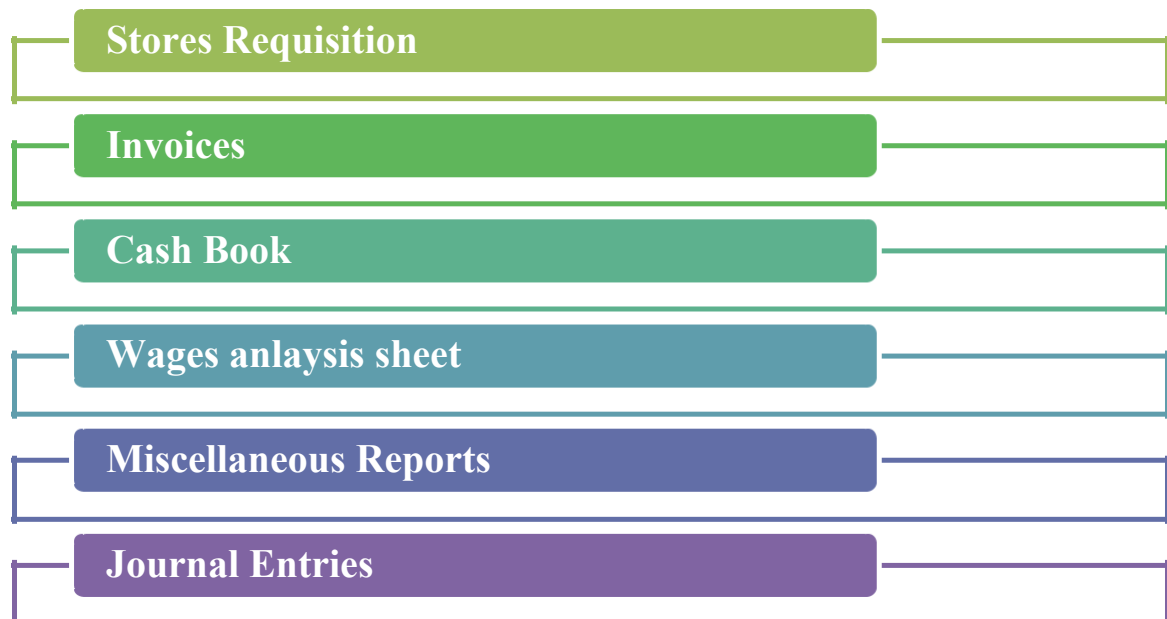 Stores Requisition
Invoices
Cash Book
Wages anlaysis sheet
Miscellaneous Reports
Journal Entries